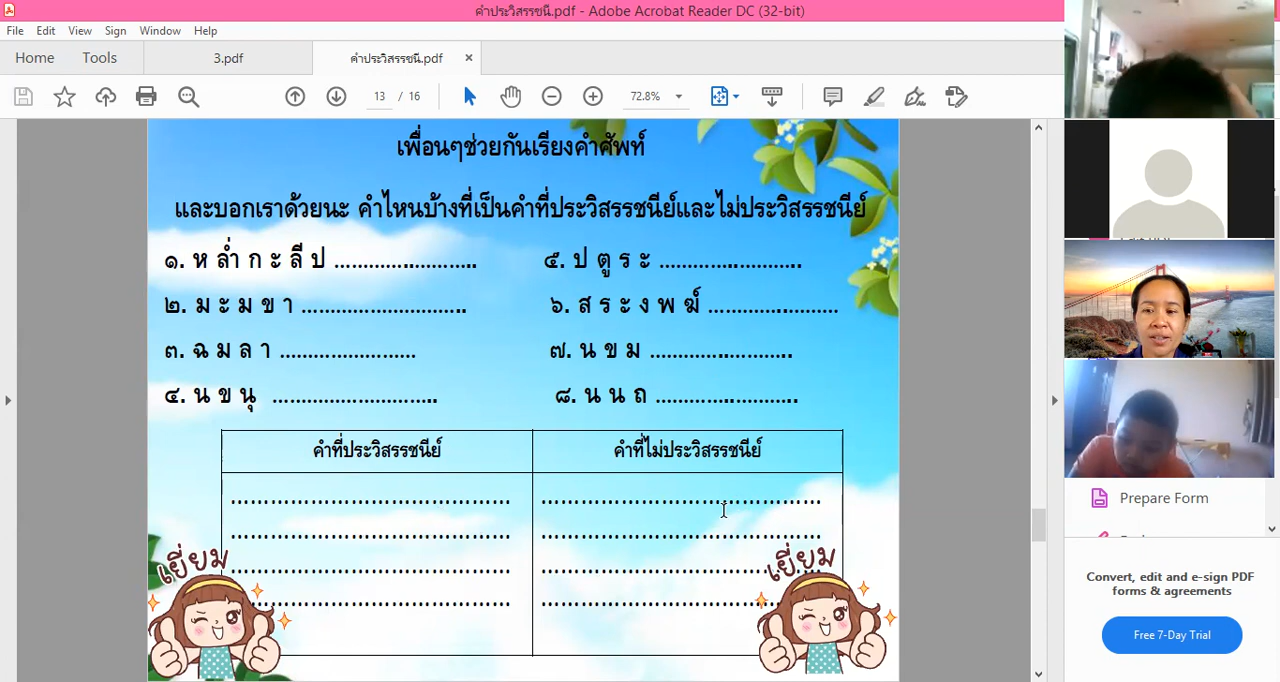 คำประวิสรรชนี.pdf - Adobe Acrobat Reader DC (32-bit)
File Edit View Sign Window Help
Home Tools 3.pdf คำประวิสรรชนี.pdf ×
13 / 16 72.8%
เพื่อนๆช่วยกันเรียงคำศัพท์
และบอกเราด้วยนะ คำไหนบ้างที่เป็นคำที่ประวิสรรชนีย์และไม่ประวิสรรชนีย์
๑. ห ล่ำ ก ะ ลี ป ........................
๕. ป ตู ร ะ ........................
๒. ม ะ ม ข า ............................
๖. ส ร ะ ง พ ฆ์ ......................
๓. ฉ ม ล า .......................
๗. น ข ม ........................
๔. น ข นุ ............................
๘. น น ถ ........................
คำที่ประวิสรรชนีย์ คำที่ไม่ประวิสรรชนีย์
.......................................... ..........................................
.......................................... ..........................................
.......................................... ..........................................
.......................................... ..........................................
เยี่ยม เยี่ยม
Prepare Form
Convert, edit and e-sign PDF
forms & agreements
Free 7-Day Trial